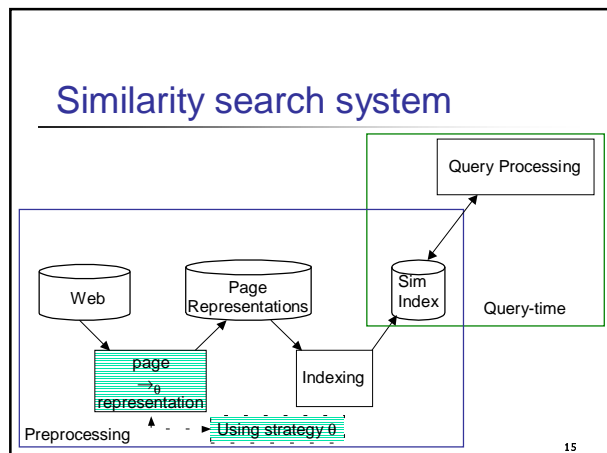 Similarity search system
Query Processing
Web
Page
Representations
Sim
Index
Query-time
page
→θ
representation
Indexing
Using strategy θ
Preprocessing
15